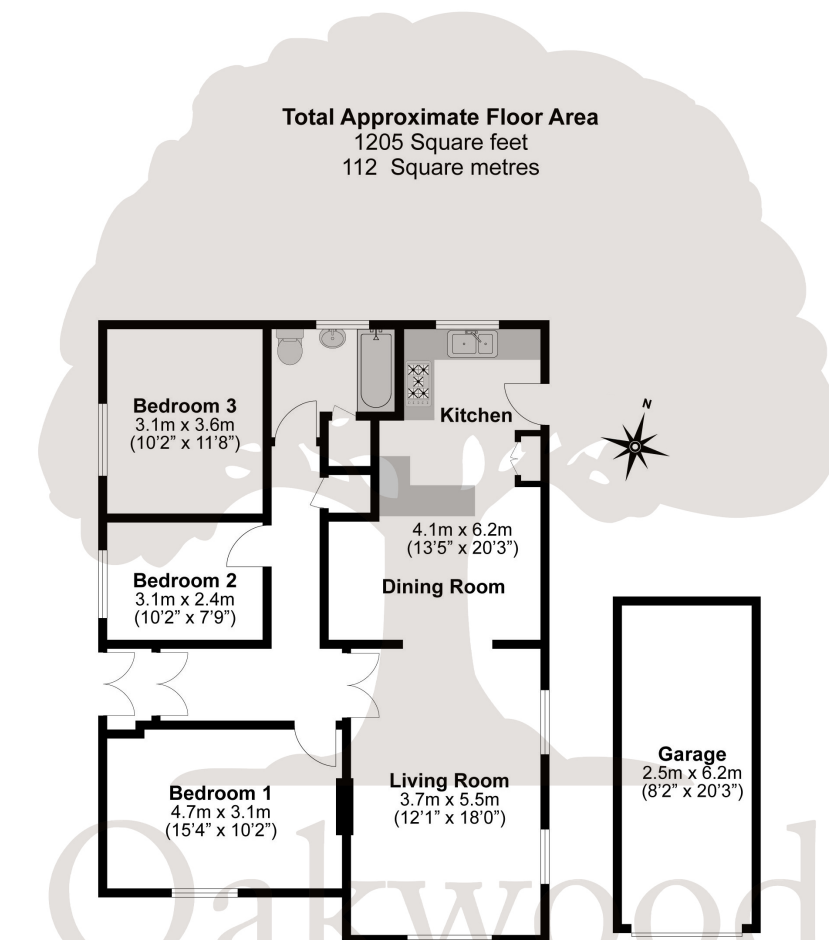 Total Approximate Floor Area
1205 Square feet
112 Square metres
Bedroom 3
3.1m x 3.6m
(10’2” x 11’8”)
Kitchen
N
4.1m x 6.2m
(13’5” x 20’3”)
Dining Room
Bedroom 2
3.1m x 2.4m
(10’2” x 7’9”)
Bedroom 1
4.7m x 3.1m
(15’4” x 10’2”)
Living Room
3.7m x 5.5m
(12’1” x 18’0”)
Garage
2.5m x 6.2m
(8’2” x 20’3”)
Oakwood